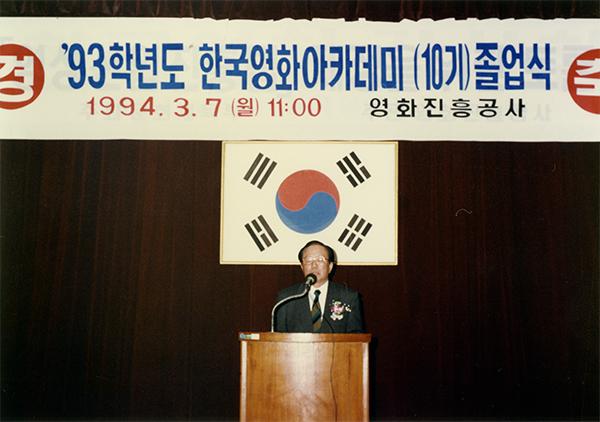 경 '93학년도 한국영화아카데미 (10기) 졸업식 축
1994. 3. 7 (월) 11:00 영화진흥공사